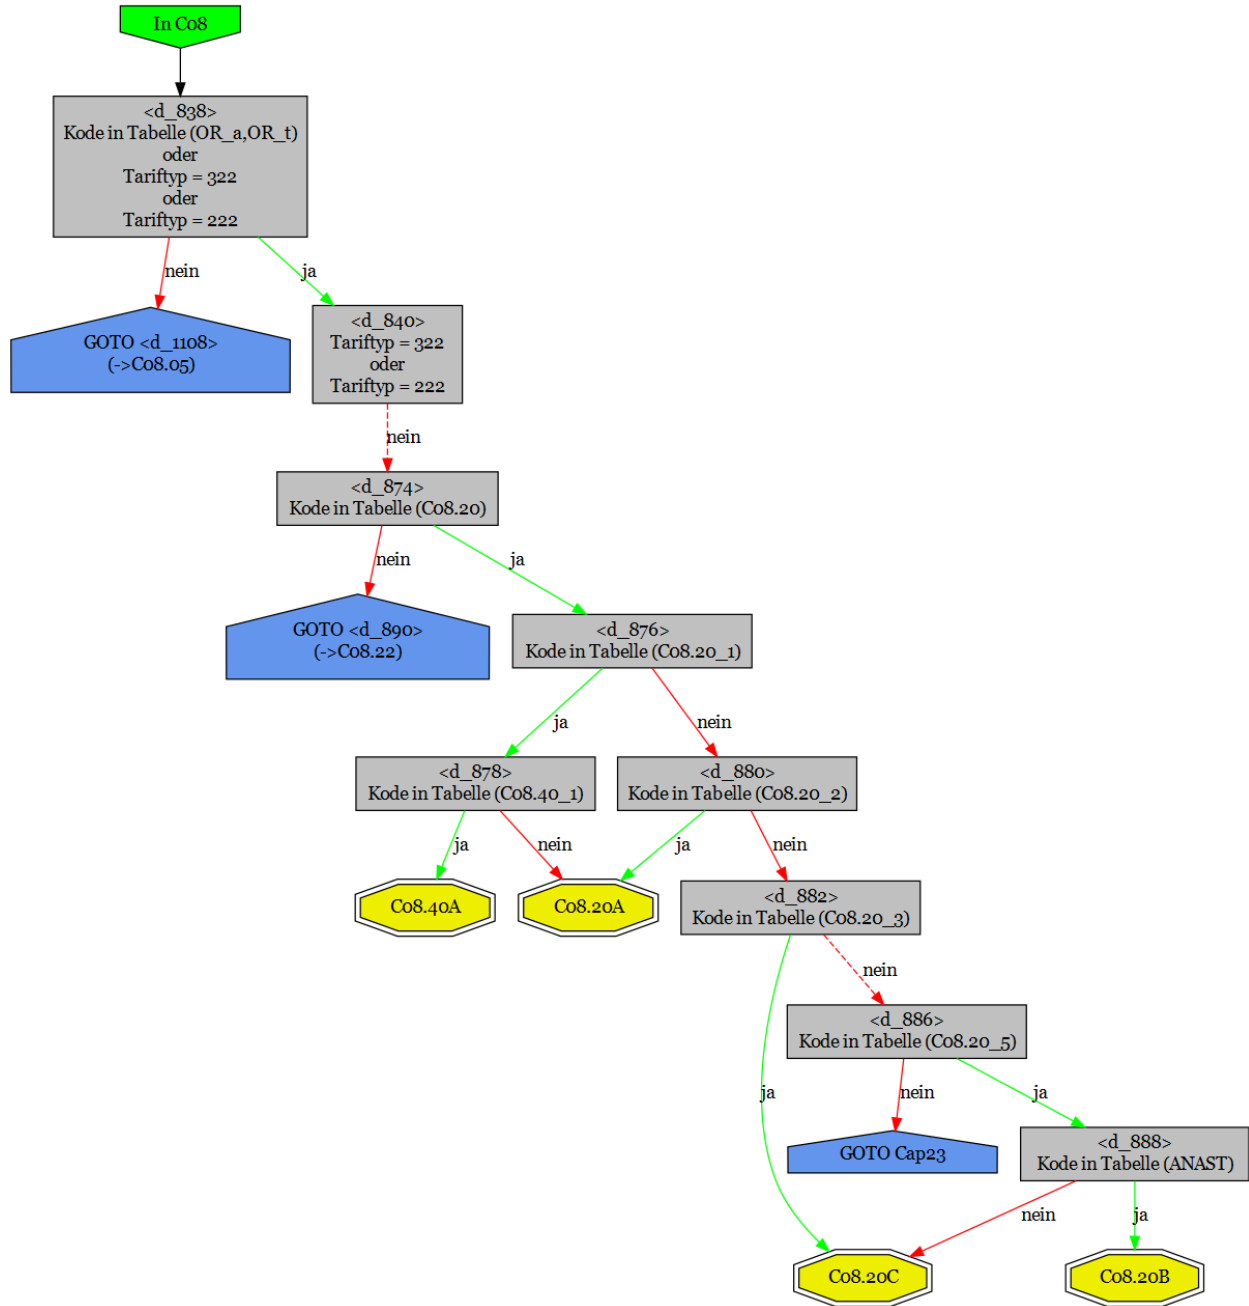 In C08
<d_838>
Kode in Tabelle (OR_a,OR_t)
oder
Tariftyp = 322
oder
Tariftyp = 222
nein
ja
GOTO <d_1108>
(->C08.05)
<d_840>
Tariftyp = 322
oder
Tariftyp = 222
nein
<d_874>
Kode in Tabelle (C08.20)
nein
ja
GOTO <d_890>
(->C08.22)
<d_876>
Kode in Tabelle (C08.20_1)
ja
nein
<d_878>
Kode in Tabelle (C08.40_1)
<d_880>
Kode in Tabelle (C08.20_2)
ja
nein
ja
nein
C08.40A
C08.20A
<d_882>
Kode in Tabelle (C08.20_3)
nein
ja
<d_886>
Kode in Tabelle (C08.20_5)
nein
ja
GOTO Cap23
<d_888>
Kode in Tabelle (ANAST)
nein
ja
C08.20C
C08.20B